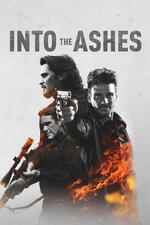 INTO THE ASHES